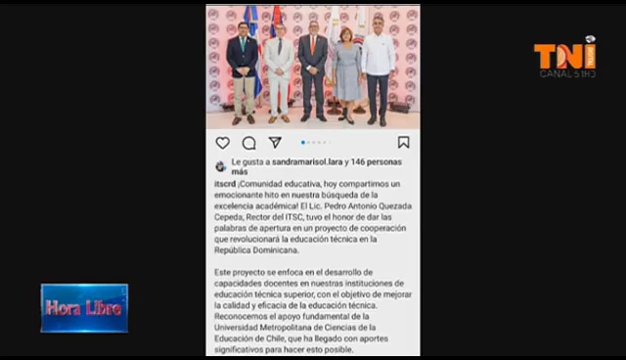 TNi
CANAL 51HD
Le gusta a sandramarisol.lara y 146 personas
más
itscrd ¡Comunidad educativa, hoy compartimos un
emocionante hito en nuestra búsqueda de la
excelencia académica! El Lic. Pedro Antonio Quezada
Cepeda, Rector del ITSC, tuvo el honor de dar las
palabras de apertura en un proyecto de cooperación
que revolucionará la educación técnica en la
República Dominicana.
Este proyecto se enfoca en el desarrollo de
capacidades docentes en nuestras instituciones de
educación técnica superior, con el objetivo de mejorar
la calidad y eficacia de la educación técnica.
Reconocemos el apoyo fundamental de la
Universidad Metropolitana de Ciencias de la
Educación de Chile, que ha llegado con aportes
significativos para hacer esto posible.
Hora Libre